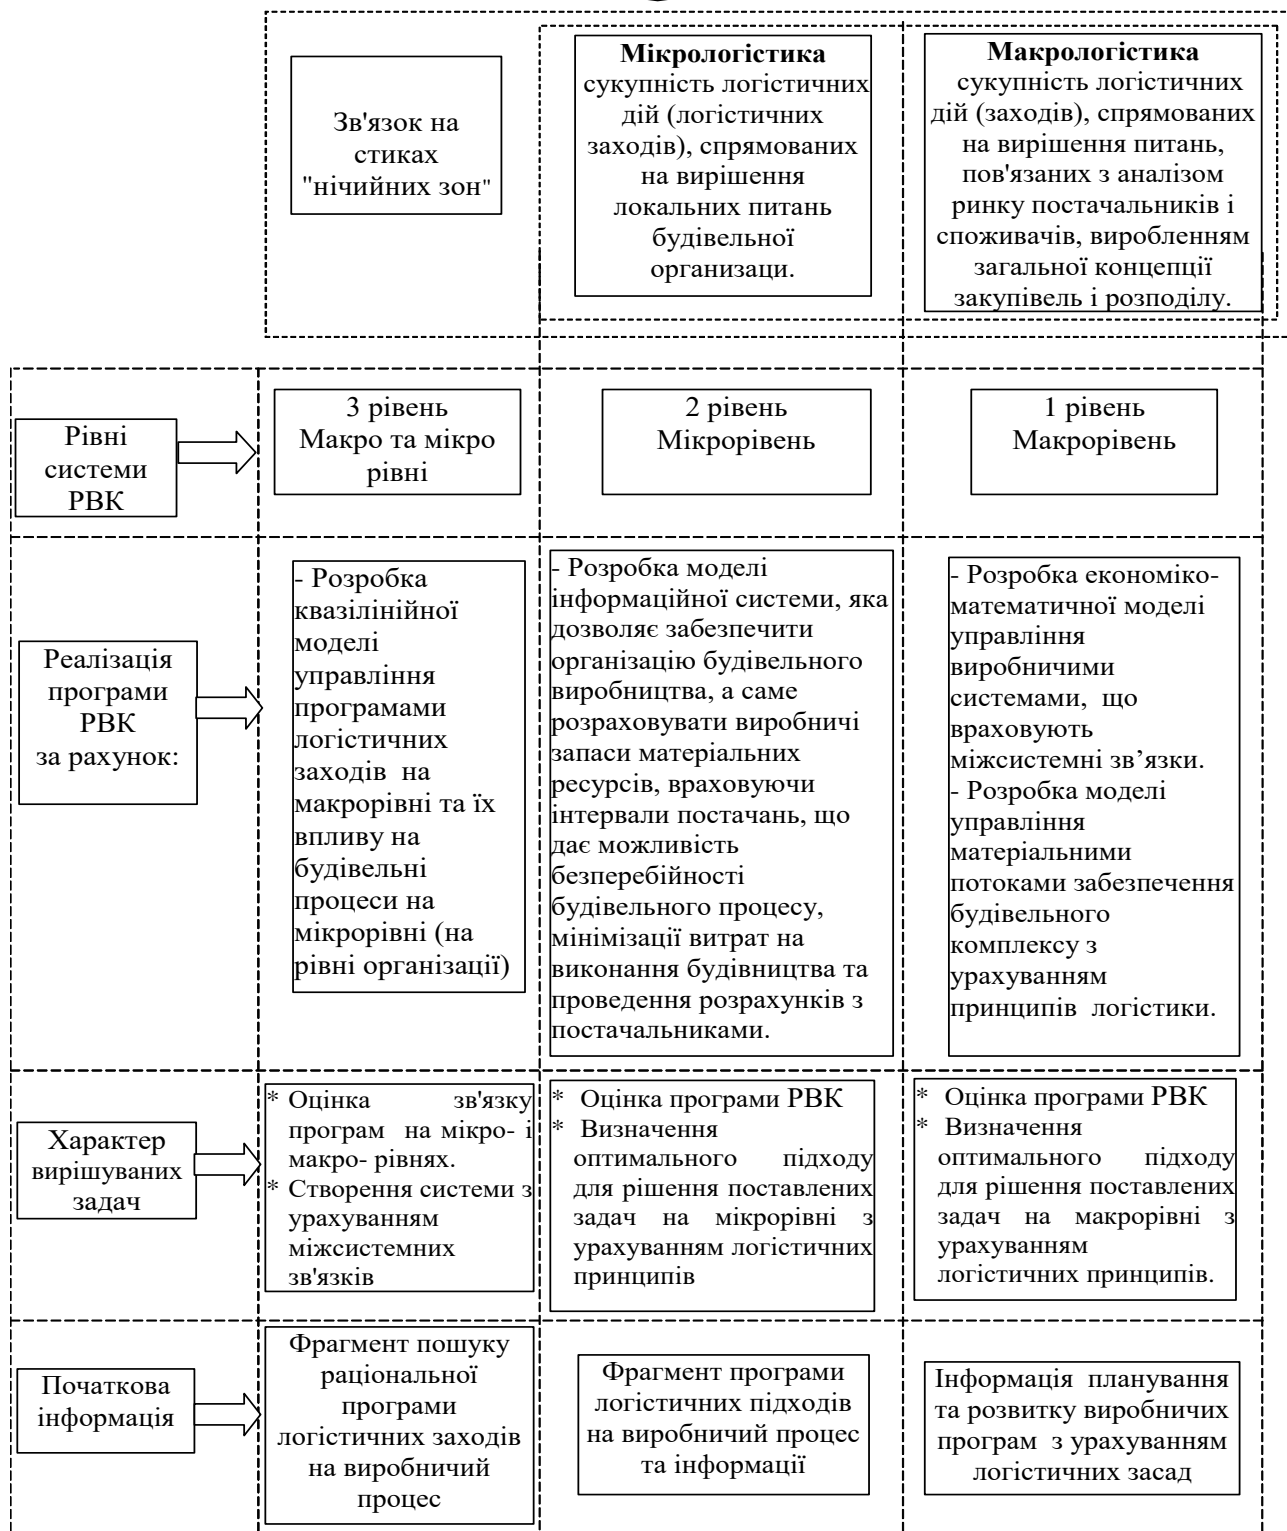 Зв'язок на
стиках
"нічийних зон"
Мікрологістика
сукупність логістичних
дій (логістичних
заходів), спрямованих
на вирішення
локальних питань
будівельної
организаци.
Макрологістика
сукупність логістичних
дій (заходів), спрямованих
на вирішення питань,
пов'язаних з аналізом
ринку постачальників і
споживачів, виробленням
загальної концепції
закупівель і розподілу.
Рівні
системи
РВК
3 рівень
Макро та мікро
рівні
2 рівень
Мікрорівень
1 рівень
Макрорівень
Реалізація
програми
РВК
за рахунок:
- Розробка
квазілінійної
моделі
управління
програмами
логістичних
заходів на
макрорівні та їх
впливу на
будівельні
процеси на
мікрорівні (на
рівні організації)
- Розробка моделі
інформаційної системи, яка
дозволяє забезпечити
організацію будівельного
виробництва, а саме
розраховувати виробничі
запаси матеріальних
ресурсів, враховуючи
інтервали постачань, що
дає можливість
безперебійності
будівельного процесу,
мінімізації витрат на
виконання будівництва та
проведення розрахунків з
постачальниками.
- Розробка економіко-
математичної моделі
управління
виробничими
системами, що
враховують
міжсистемні зв’язки.
- Розробка моделі
управління
матеріальними
потоками забезпечення
будівельного
комплексу з
урахуванням
принципів логістики.
Характер
вирішуваних
задач
* Оцінка зв'язку
програм на мікро- і
макро- рівнях.
* Створення системи з
урахуванням
міжсистемних
зв'язків
* Оцінка програми РВК
* Визначення
оптимального підходу
для рішення поставлених
задач на мікрорівні з
урахуванням логістичних
принципів
* Оцінка програми РВК
* Визначення
оптимального підходу
для рішення поставлених
задач на макрорівні з
урахуванням
логістичних принципів.
Початкова
інформація
Фрагмент пошуку
раціональної
програми
логістичних заходів
на виробничий
процес
Фрагмент програми
логістичних підходів
на виробничий процес
та інформації
Інформація планування
та розвитку виробничих
програм з урахуванням
логістичних засад